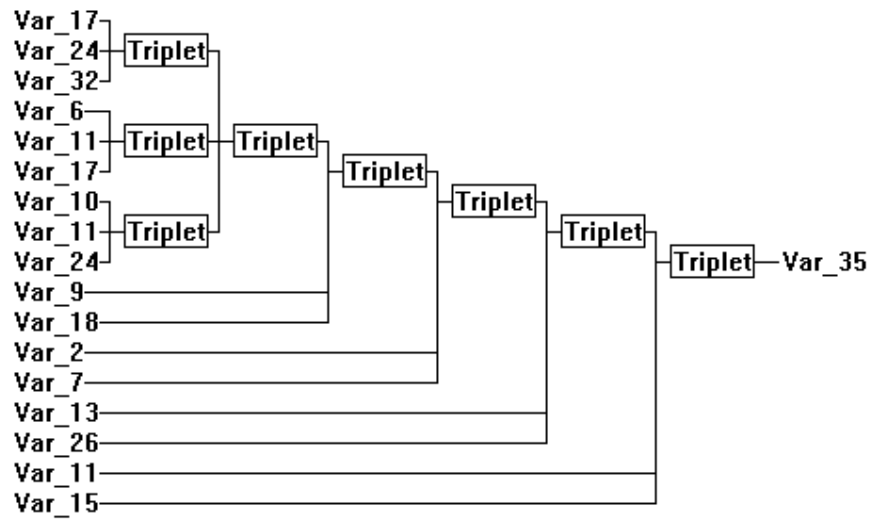 Var_17
Var_24 Triplet
Var_32
Var_6
Var_11 Triplet Triplet
Var_17 Triplet
Var_10 Triplet
Var_11 Triplet Triplet
Var_24 Triplet Var_35
Var_9
Var_18
Var_2
Var_7
Var_13
Var_26
Var_11
Var_15